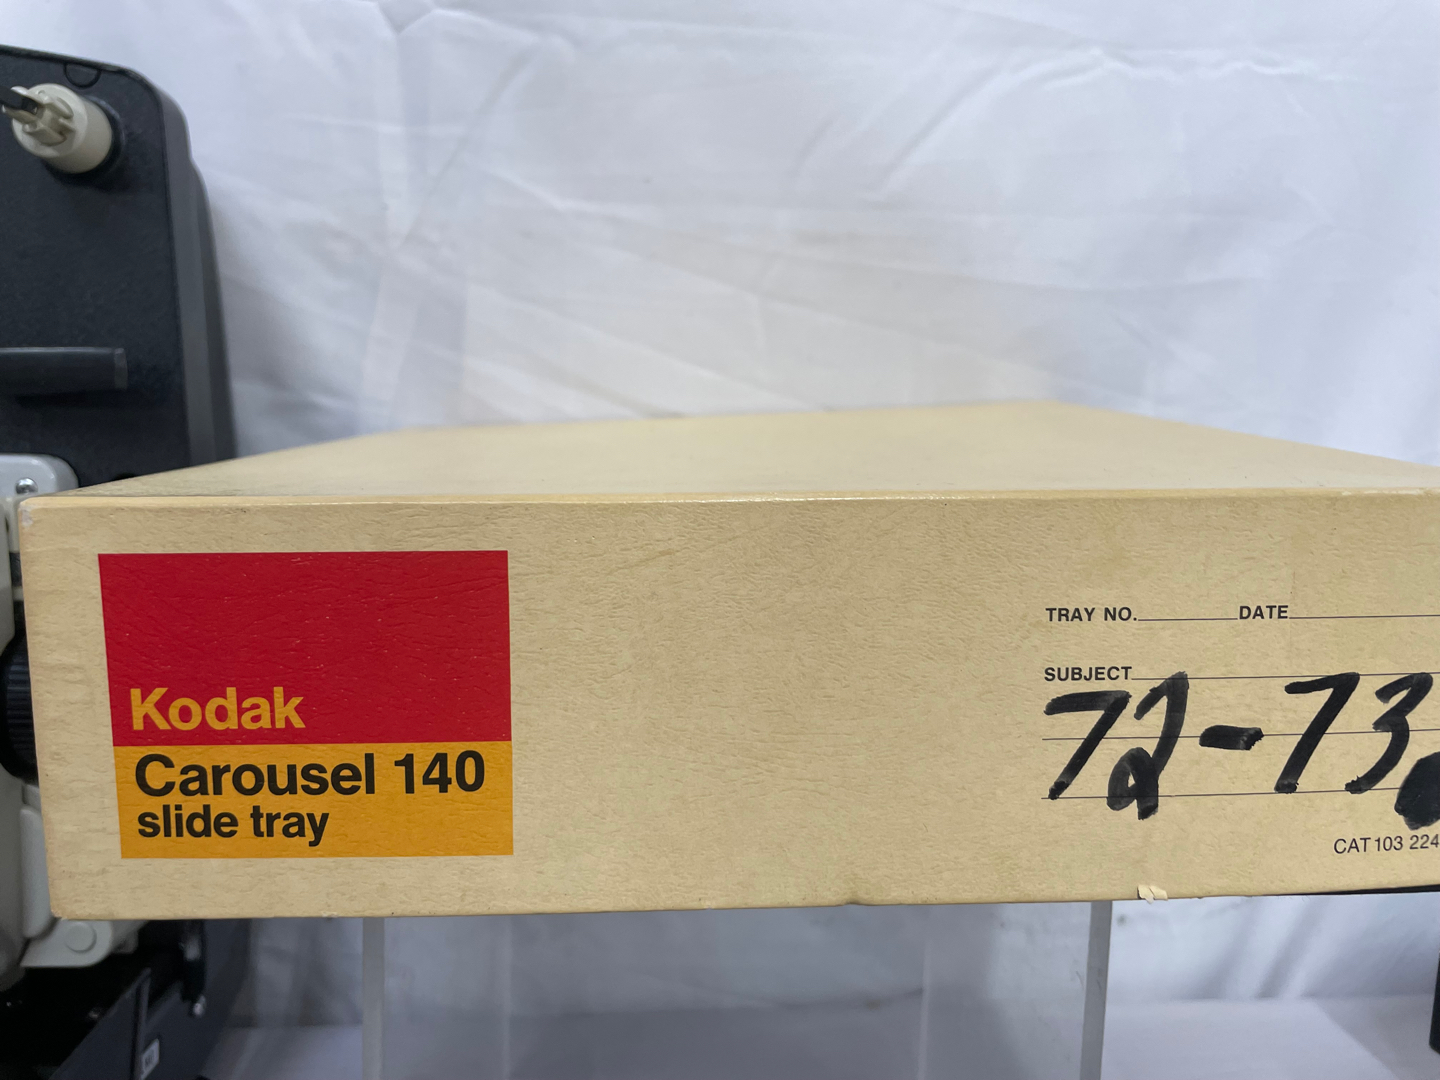 Kodak
Carousel 140
slide tray
TRAY NO. DATE
SUBJECT
72-73
CAT 103 224